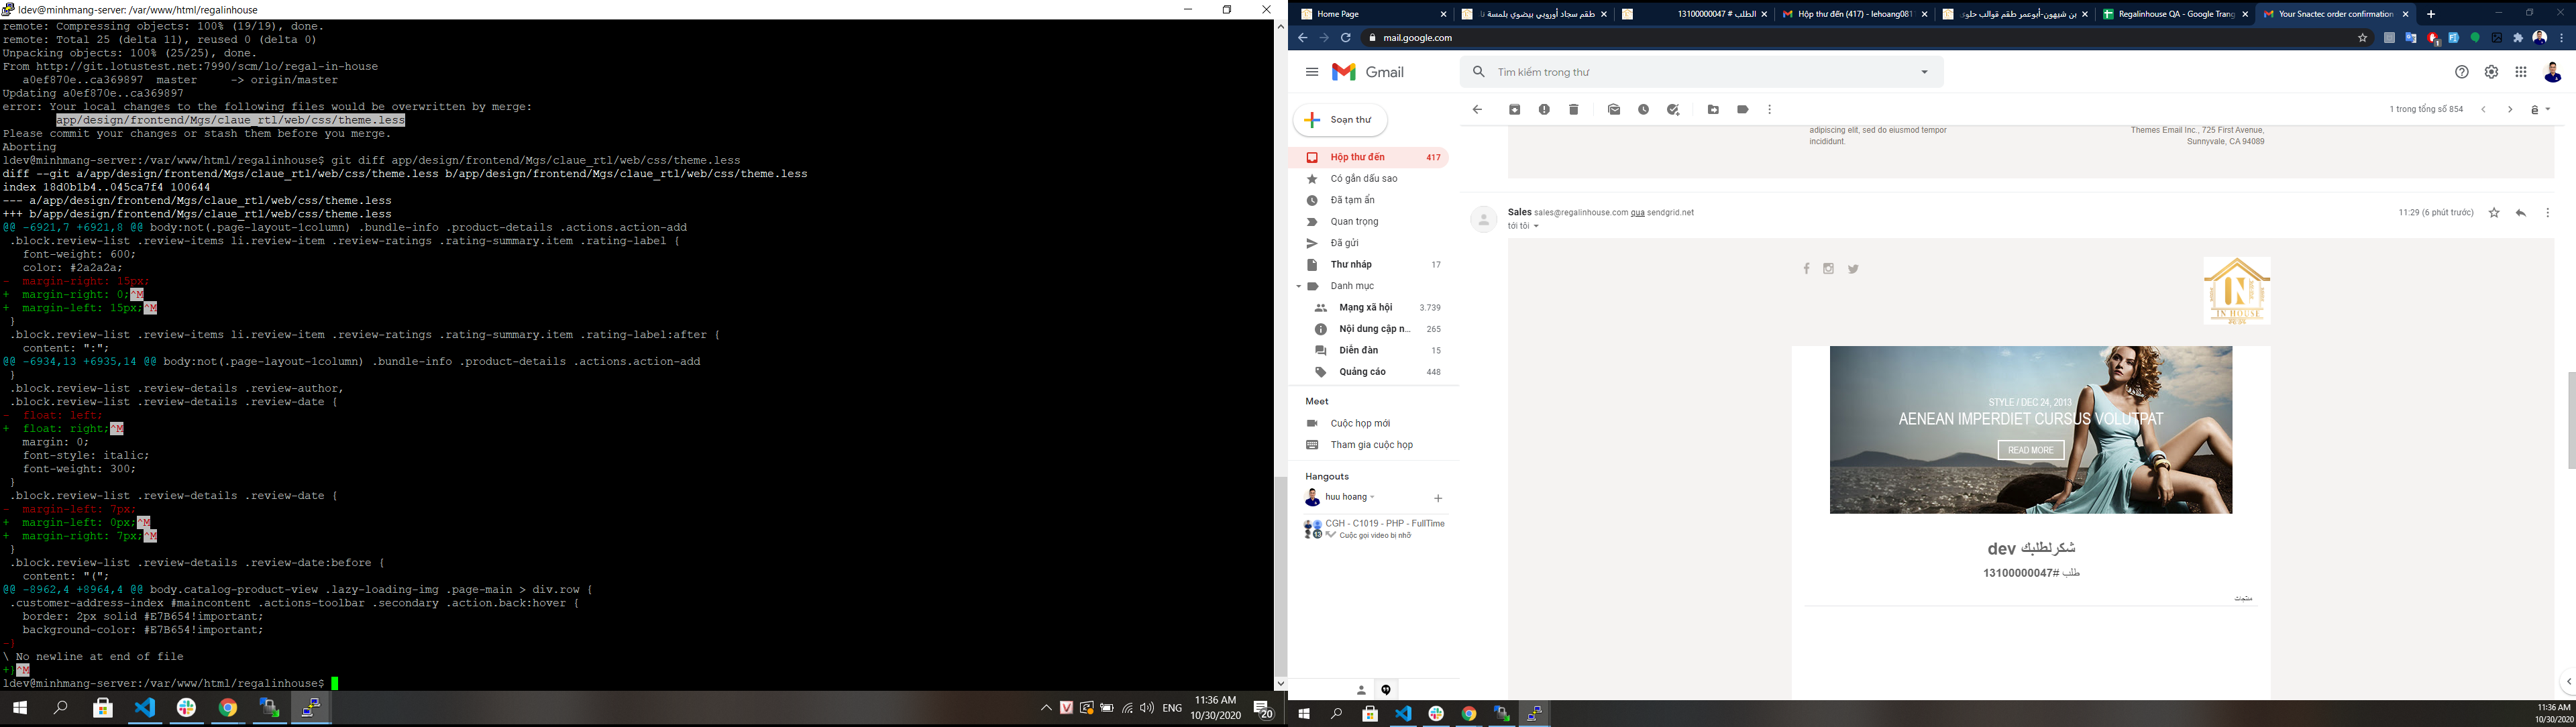 ldev@minhmang-server: /var/www/html/regalinhouse
remote: Compressing objects: 100% (19/19), done.
remote: Total 25 (delta 11), reused 0 (delta 0)
Unpacking objects: 100% (25/25), done.
From http://git.lotustest.net:7990/scm/lo/regal-in-house
   a0ef870e..ca369897  master     -> origin/master
Updating a0ef870e..ca369897
error: Your local changes to the following files would be overwritten by merge:
        app/design/frontend/Mgs/claue_rtl/web/css/theme.less
Please commit your changes or stash them before you merge.
Aborting
ldev@minhmang-server:/var/www/html/regalinhouse$ git diff app/design/frontend/Mgs/claue_rtl/web/css/theme.less
diff --git a/app/design/frontend/Mgs/claue_rtl/web/css/theme.less b/app/design/frontend/Mgs/claue_rtl/web/css/theme.less
index 18d0b1b4..045ca7f4 100644
--- a/app/design/frontend/Mgs/claue_rtl/web/css/theme.less
+++ b/app/design/frontend/Mgs/claue_rtl/web/css/theme.less
@@ -6921,7 +6921,8 @@ body:not(.page-layout-1column) .bundle-info .product-details .actions.action-add
 .block.review-list .review-items li.review-item .review-ratings .rating-summary.item .rating-label {
   font-weight: 600;
   color: #2a2a2a;
-  margin-right: 15px;
+  margin-right: 0;^M
+  margin-left: 15px;^M
 }
 .block.review-list .review-items li.review-item .review-ratings .rating-summary.item .rating-label:after {
   content: ":";
@@ -6934,13 +6935,14 @@ body:not(.page-layout-1column) .bundle-info .product-details .actions.action-add
 }
 .block.review-list .review-details .review-author,
 .block.review-list .review-details .review-date {
-  float: left;
+  float: right;^M
   margin: 0;
   font-style: italic;
   font-weight: 300;
 }
 .block.review-list .review-details .review-date {
-  margin-left: 7px;
+  margin-left: 0px;^M
+  margin-right: 7px;^M
 }
 .block.review-list .review-details .review-date:before {
   content: "(";
@@ -8962,4 +8964,4 @@ body.catalog-product-view .lazy-loading-img .page-main > div.row {
 .customer-address-index #maincontent .actions-toolbar .secondary .action.back:hover {
   border: 2px solid #E7B654!important;
   background-color: #E7B654!important;
-}
\ No newline at end of file
+}^M
ldev@minhmang-server:/var/www/html/regalinhouse$
ENG
11:36 AM
10/30/2020
20
Home Page
طقم سجاد أوروبي بيضوي بلمسة نا
الطلب # 13100000047
Hộp thư đến (417) - lehoang081
بن شيهون-أبوعمر طقم قوالب حلوى
Regalinhouse QA - Google Trang
Your Snactec order confirmation
mail.google.com
1
Gmail
Tìm kiếm trong thư
Soạn thư
1 trong tổng số 854
Hộp thư đến 417
Có gắn dấu sao
Đã tạm ẩn
Quan trọng
Đã gửi
Thư nháp 17
Danh mục
Mạng xã hội 3.739
Nội dung cập n... 265
Diễn đàn 15
Quảng cáo 448
Meet
Cuộc họp mới
Tham gia cuộc họp
Hangouts
huu hoang
CGH - C1019 - PHP - FullTime
Cuộc gọi video bị nhỡ
adipiscing elit, sed do eiusmod tempor
incididunt.
Themes Email Inc., 725 First Avenue,
Sunnyvale, CA 94089
Sales sales@regalinhouse.com qua sendgrid.net
11:29 (6 phút trước)
tới tôi
IN HOUSE
STYLE / DEC 24, 2013
AENEAN IMPERDIET CURSUS VOLUTPAT
READ MORE
شكرلطلبك dev
طلب #13100000047
منتجات
11:36 AM
10/30/2020